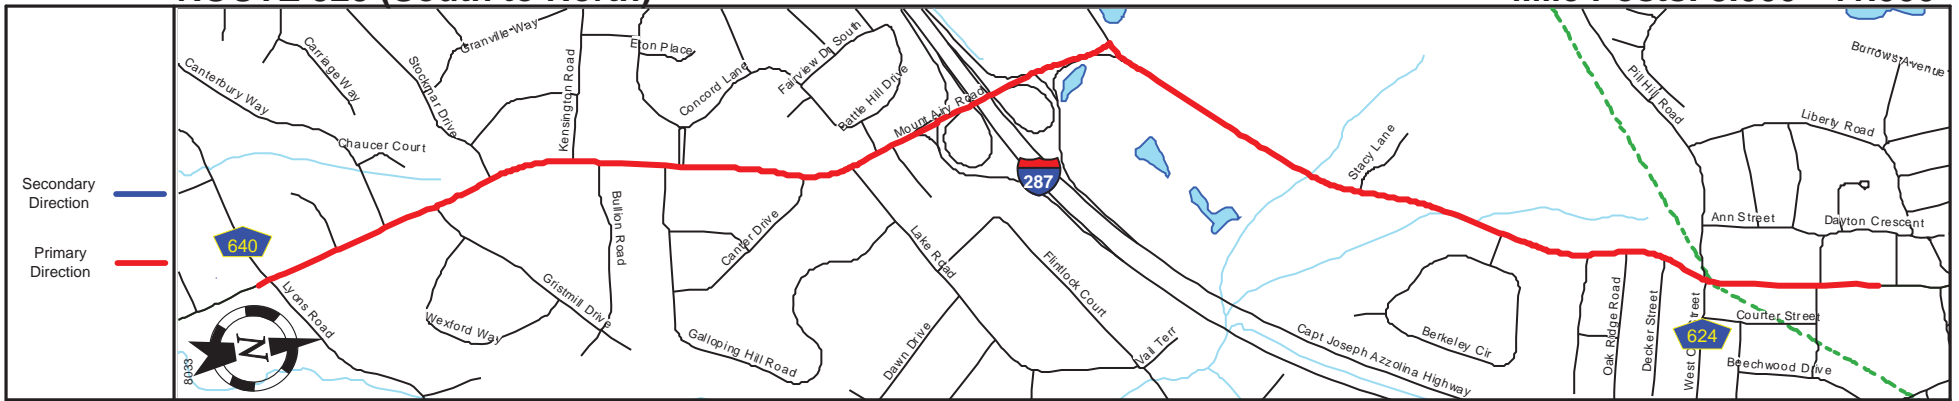 Secondary
Direction
Primary
Direction
Canterbury Way
Carriage Way
Stockmar Drive
Granville Way
Chaucer Court
Kensington Road
Eton Place
Concord Lane
Fairview Dr South
Battle Hill Drive
Mount Airy Road
287
640
Lyons Road
N
8033
Wexford Way
Gristmill Drive
Bullion Road
Canter Drive
Galloping Hill Road
Lake Road
Dawn Drive
Flintlock Court
Vail Terr
Capt Joseph Azzolina Highway
Stacy Lane
Berkeley Cir
Oak Ridge Road
Decker Street
624
Courter Street
Beechwood Drive
Ann Street
Dayton Crescent
Liberty Road
Pill Hill Road
Burrows Avenue